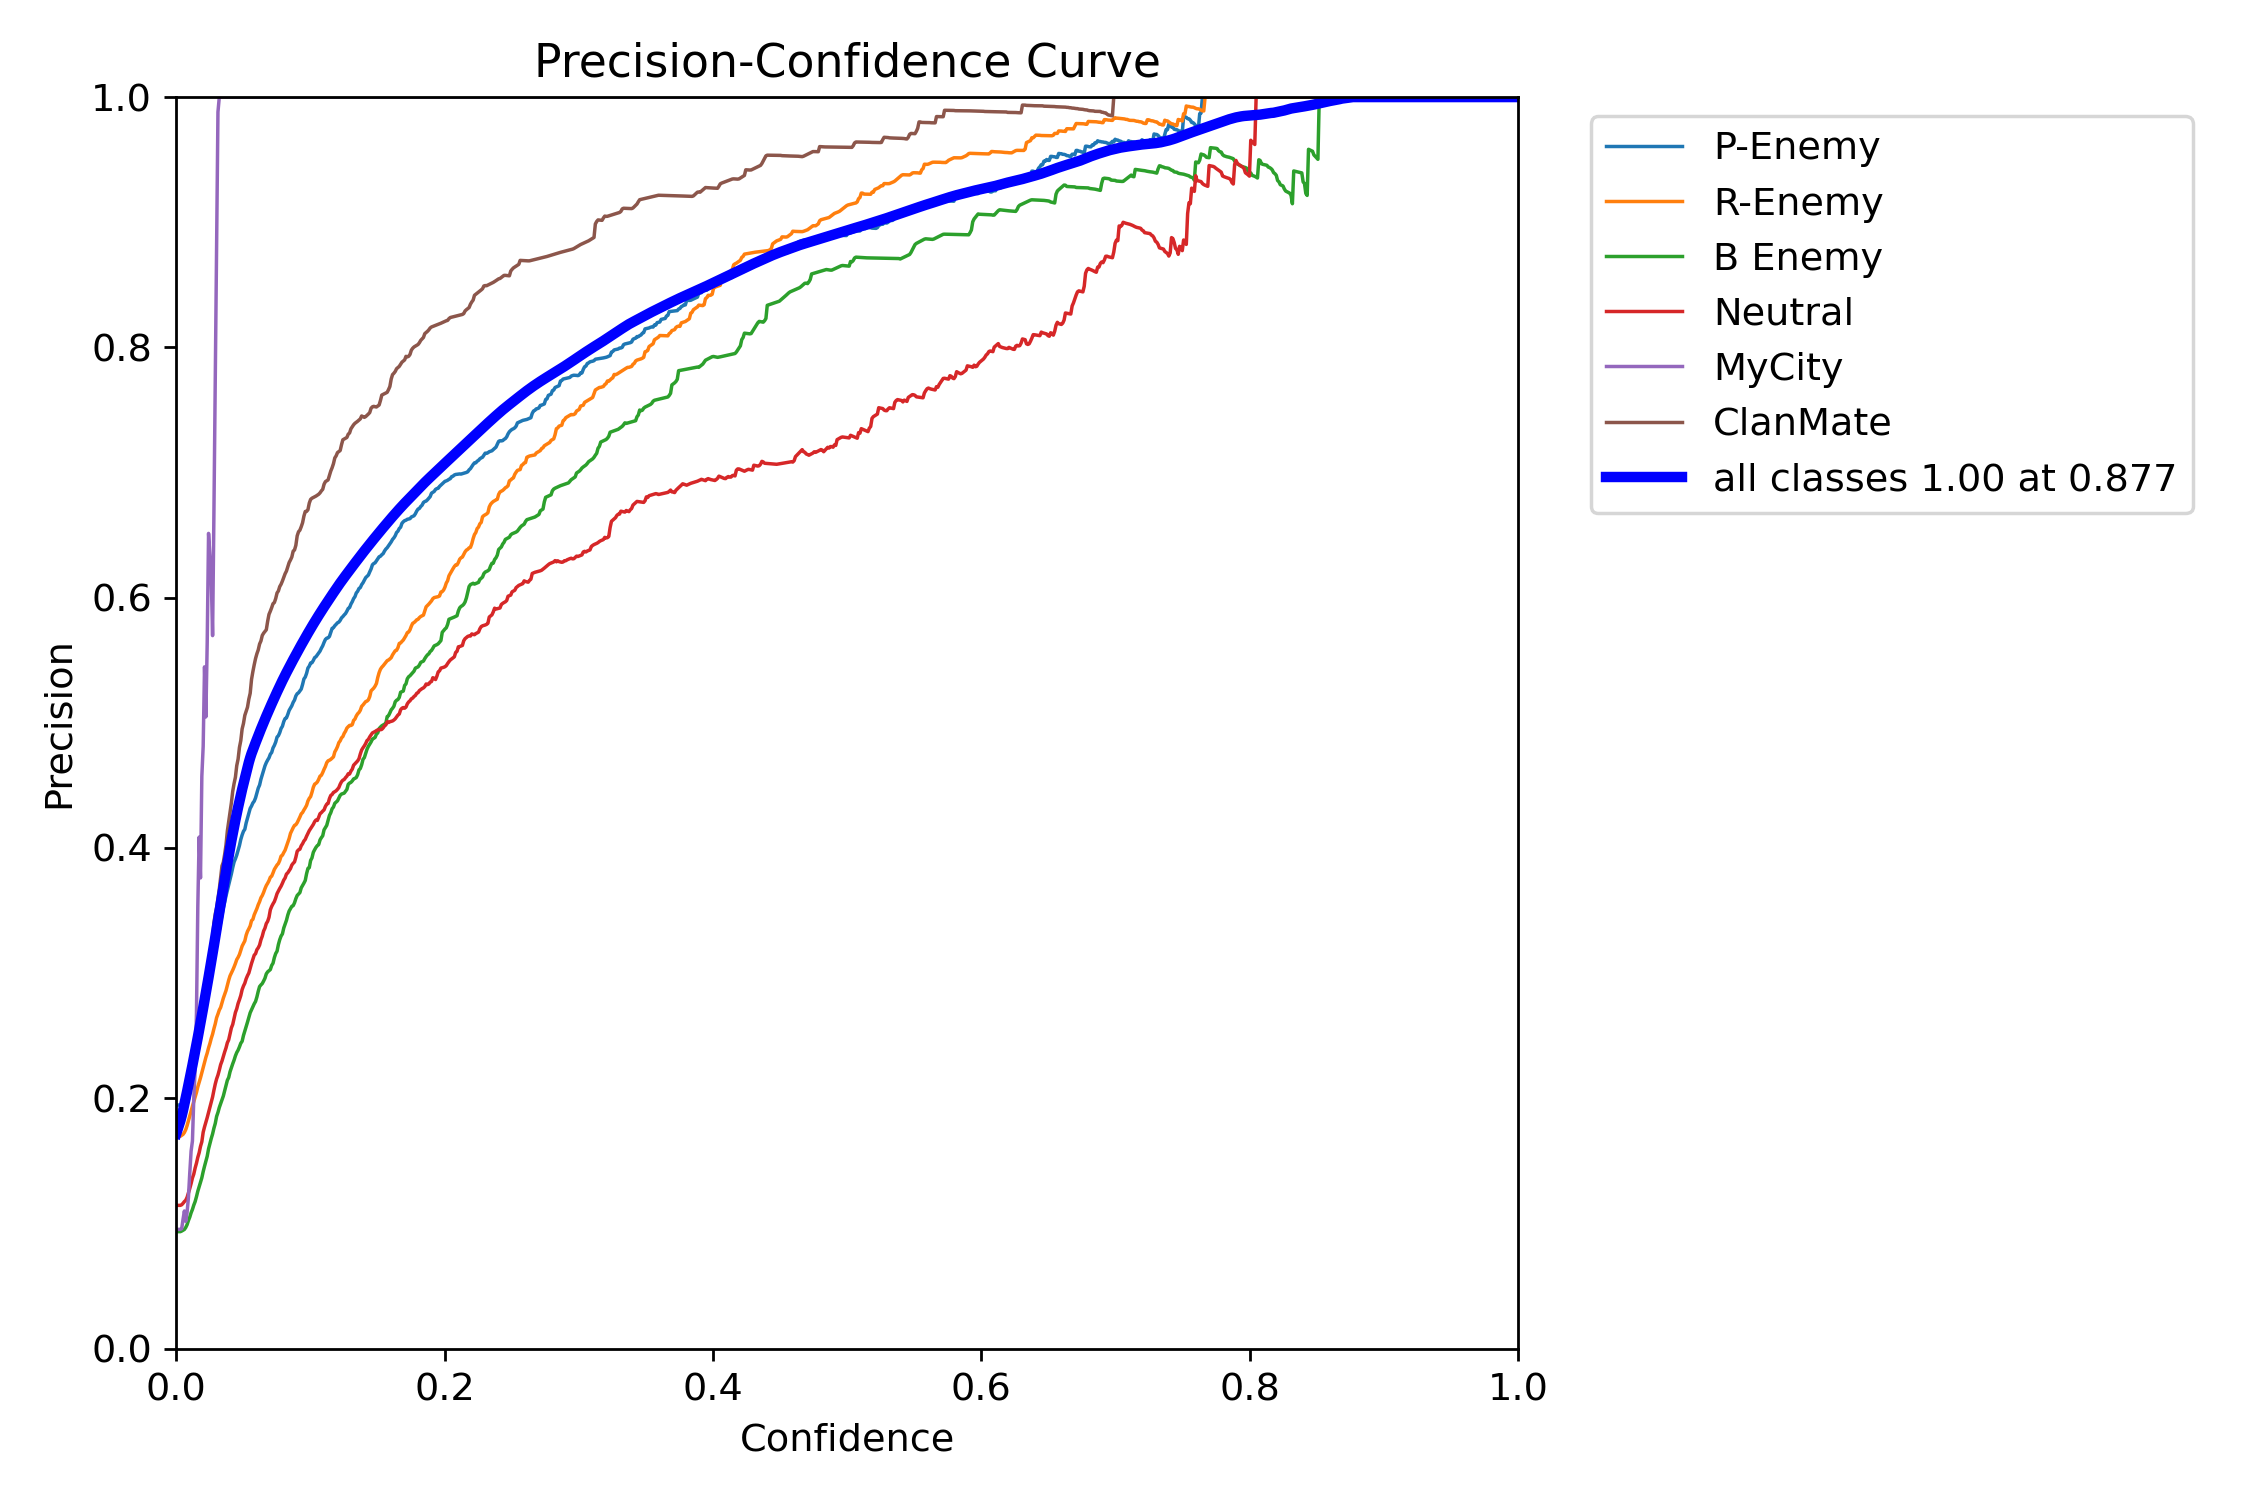 Precision-Confidence Curve
1.0
0.8
0.6
0.4
0.2
0.0
Precision
0.0 0.2 0.4 0.6 0.8 1.0
Confidence
P-Enemy
R-Enemy
B Enemy
Neutral
MyCity
ClanMate
all classes 1.00 at 0.877